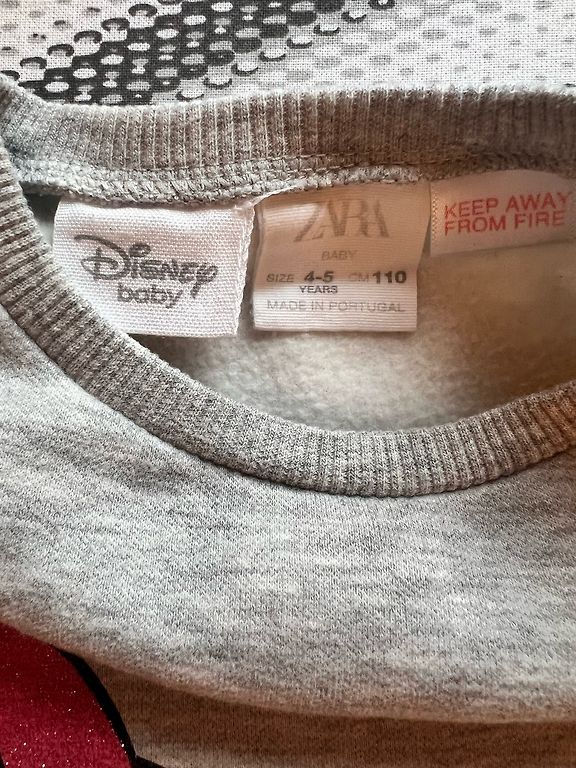 Disney
baby
ZARA
BABY
SIZE 4-5 CM 110
YEARS
MADE IN PORTUGAL
KEEP AWAY
FROM FIRE